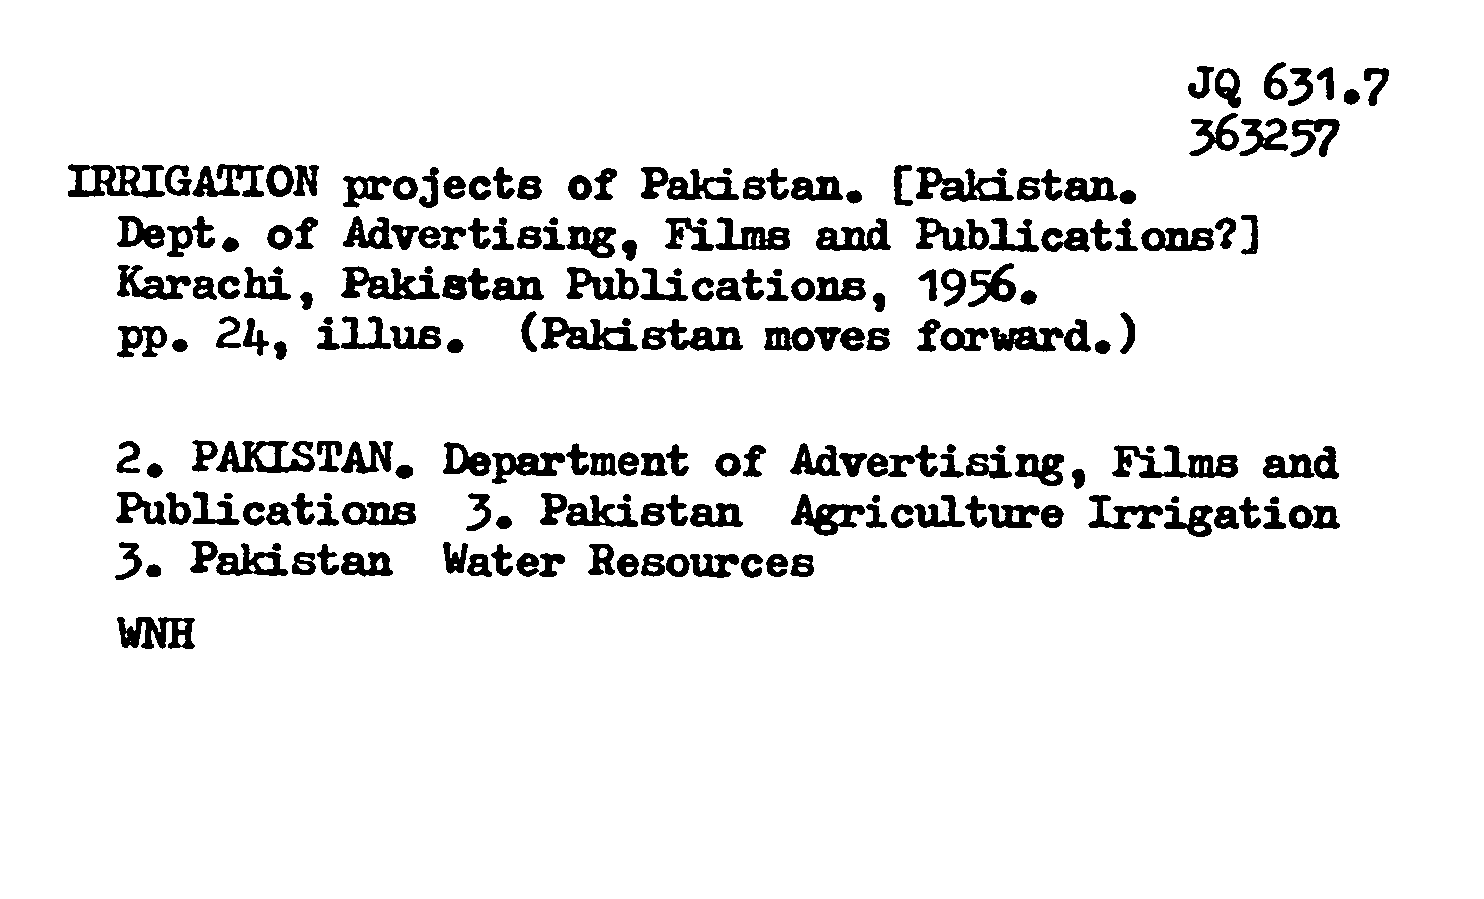 JQ 631.7
363257
IRRIGATION projects of Pakistan. [Pakistan.
Dept. of Advertising, Films and Publications?]
Karachi, Pakistan Publications, 1956.
pp. 24, illus. (Pakistan moves forward.)
2. PAKISTAN. Department of Advertising, Films and
Publications 3. Pakistan Agriculture Irrigation
3. Pakistan Water Resources
WNH